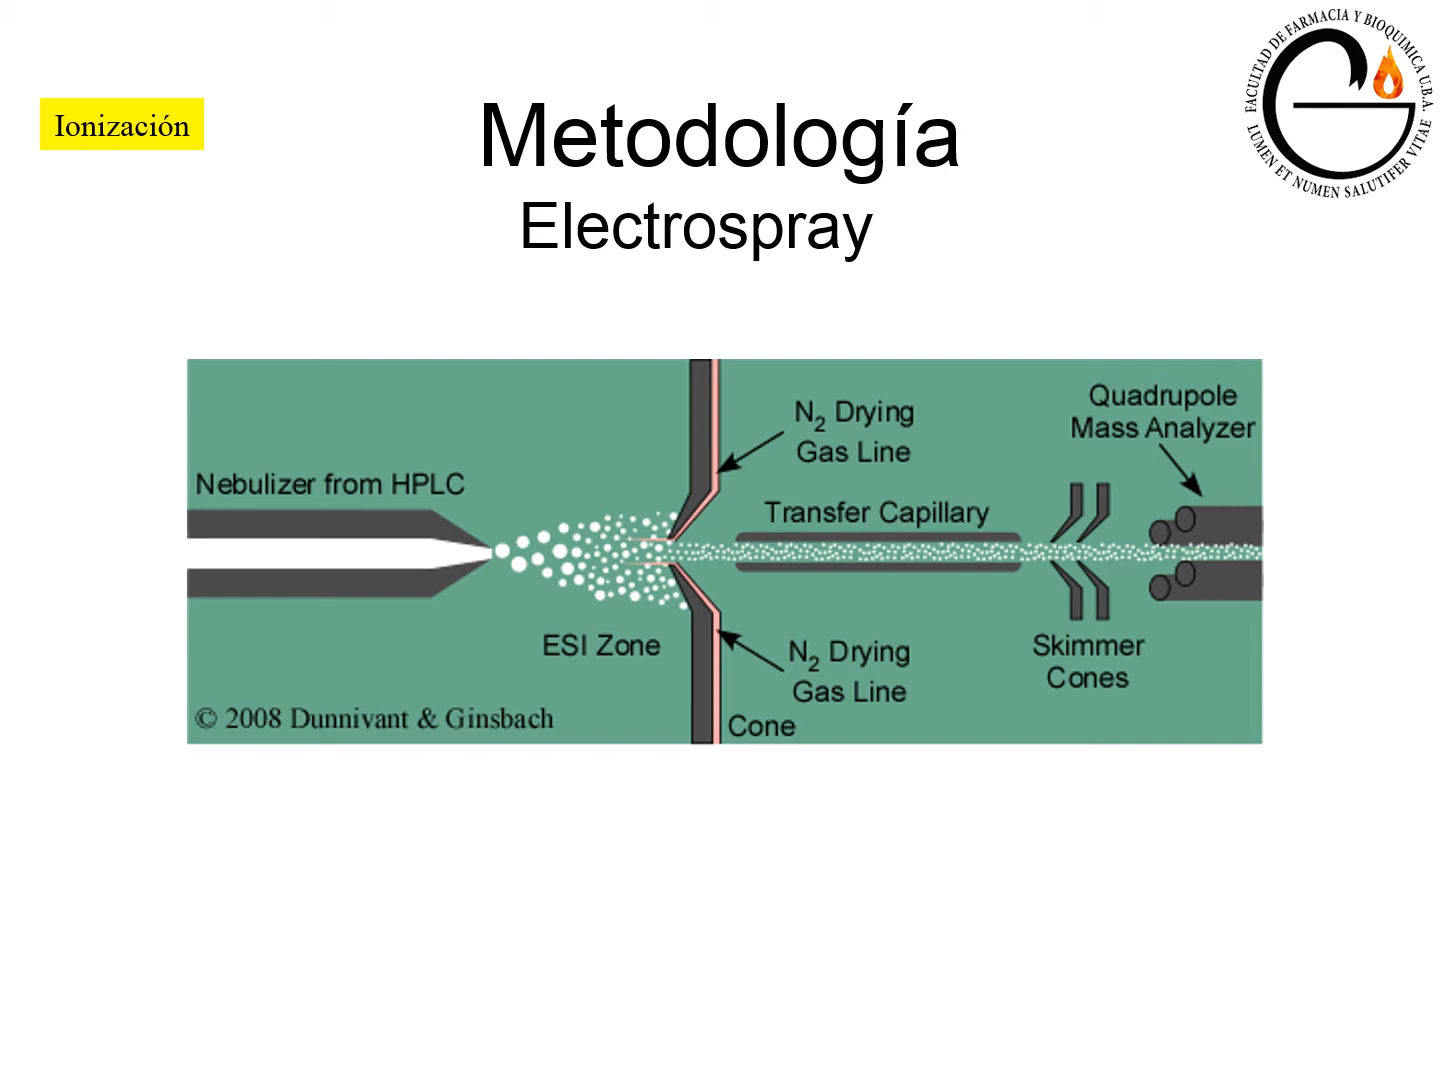 Ionización
Metodología
Electrospray
FACULTAD DE FARMACIA Y BIOQUIMICA U.B.A.
LUMEN ET NUMEN SALUTIFER VITAE
Nebulizer from HPLC
ESI Zone
© 2008 Dunnivant & Ginsbach
N2 Drying
Gas Line
Transfer Capillary
N2 Drying
Gas Line
Cone
Quadrupole
Mass Analyzer
Skimmer
Cones